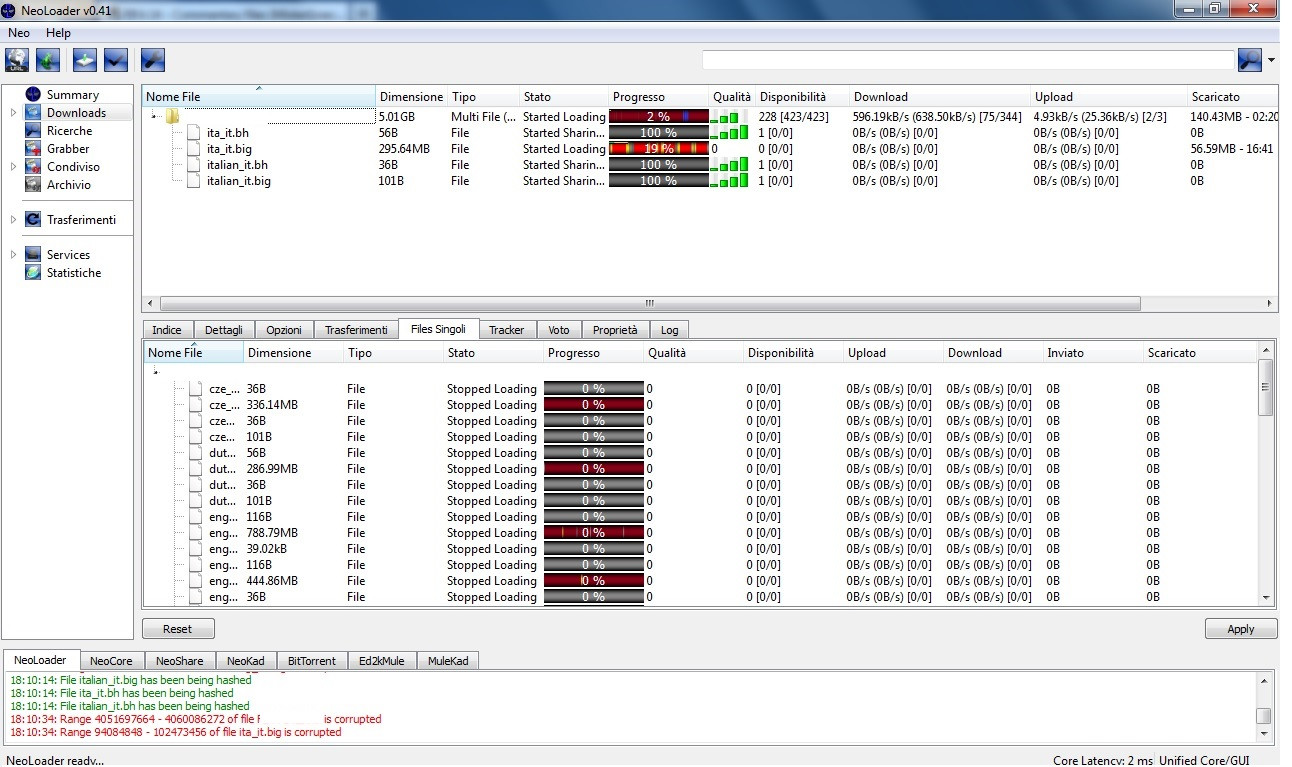 NeoLoader v0.41
Neo Help
URL
Summary
Downloads
Ricerche
Grabber
Condiviso
Archivio
Trasferimenti
Services
Statistiche
Nome File Dimensione Tipo Stato Progresso Qualità Disponibilità Download Upload Scaricato
5.01GB Multi File (... Started Loading 2 % 228 [423/423] 596.19kB/s (638.50kB/s) [75/344] 4.93kB/s (25.36kB/s) [2/3] 140.43MB - 02:20
ita_it.bh 56B File Started Sharin... 100 % 1 [0/0] 0B/s (0B/s) [0/0] 0B/s (0B/s) [0/0] 0B
ita_it.big 295.64MB File Started Loading 19 % 0 0 [0/0] 0B/s (0B/s) [0/0] 0B/s (0B/s) [0/0] 56.59MB - 16:41
italian_it.bh 36B File Started Sharin... 100 % 1 [0/0] 0B/s (0B/s) [0/0] 0B/s (0B/s) [0/0] 0B
italian_it.big 101B File Started Sharin... 100 % 1 [0/0] 0B/s (0B/s) [0/0] 0B/s (0B/s) [0/0] 0B
Indice Dettagli Opzioni Trasferimenti Files Singoli Tracker Voto Proprietà Log
Nome File Dimensione Tipo Stato Progresso Qualità Disponibilità Upload Download Inviato Scaricato
cze_... 36B File Stopped Loading 0 % 0 0 [0/0] 0B/s (0B/s) [0/0] 0B/s (0B/s) [0/0] 0B 0B
cze_... 336.14MB File Stopped Loading 0 % 0 0 [0/0] 0B/s (0B/s) [0/0] 0B/s (0B/s) [0/0] 0B 0B
cze... 36B File Stopped Loading 0 % 0 0 [0/0] 0B/s (0B/s) [0/0] 0B/s (0B/s) [0/0] 0B 0B
cze... 101B File Stopped Loading 0 % 0 0 [0/0] 0B/s (0B/s) [0/0] 0B/s (0B/s) [0/0] 0B 0B
dut... 56B File Stopped Loading 0 % 0 0 [0/0] 0B/s (0B/s) [0/0] 0B/s (0B/s) [0/0] 0B 0B
dut... 286.99MB File Stopped Loading 0 % 0 0 [0/0] 0B/s (0B/s) [0/0] 0B/s (0B/s) [0/0] 0B 0B
dut... 36B File Stopped Loading 0 % 0 0 [0/0] 0B/s (0B/s) [0/0] 0B/s (0B/s) [0/0] 0B 0B
dut... 101B File Stopped Loading 0 % 0 0 [0/0] 0B/s (0B/s) [0/0] 0B/s (0B/s) [0/0] 0B 0B
eng... 116B File Stopped Loading 0 % 0 0 [0/0] 0B/s (0B/s) [0/0] 0B/s (0B/s) [0/0] 0B 0B
eng... 788.79MB File Stopped Loading 0 % 0 0 [0/0] 0B/s (0B/s) [0/0] 0B/s (0B/s) [0/0] 0B 0B
eng... 39.02kB File Stopped Loading 0 % 0 0 [0/0] 0B/s (0B/s) [0/0] 0B/s (0B/s) [0/0] 0B 0B
eng... 116B File Stopped Loading 0 % 0 0 [0/0] 0B/s (0B/s) [0/0] 0B/s (0B/s) [0/0] 0B 0B
eng... 444.86MB File Stopped Loading 0 % 0 0 [0/0] 0B/s (0B/s) [0/0] 0B/s (0B/s) [0/0] 0B 0B
eng... 36B File Stopped Loading 0 % 0 0 [0/0] 0B/s (0B/s) [0/0] 0B/s (0B/s) [0/0] 0B 0B
Reset Apply
NeoLoader NeoCore NeoShare NeoKad BitTorrent Ed2kMule MuleKad
18:10:14: File italian_it.big has been being hashed
18:10:14: File ita_it.bh has been being hashed
18:10:14: File italian_it.bh has been being hashed
18:10:34: Range 4051697664 - 4060086272 of file is corrupted
18:10:34: Range 94084848 - 102473456 of file ita_it.big is corrupted
NeoLoader ready... Core Latency: 2 ms Unified Core/GUI